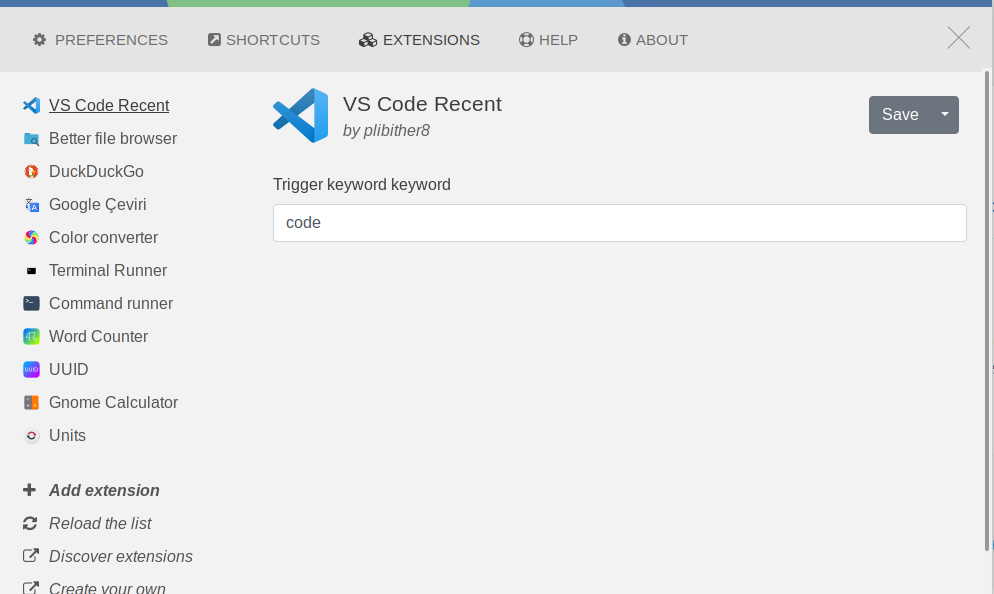 PREFERENCES SHORTCUTS EXTENSIONS HELP ABOUT
VS Code Recent
Better file browser
DuckDuckGo
Google Çeviri
Color converter
Terminal Runner
Command runner
Word Counter
UUID
Gnome Calculator
Units
Add extension
Reload the list
Discover extensions
Create your own
VS Code Recent
by plibither8
Save
Trigger keyword keyword
code